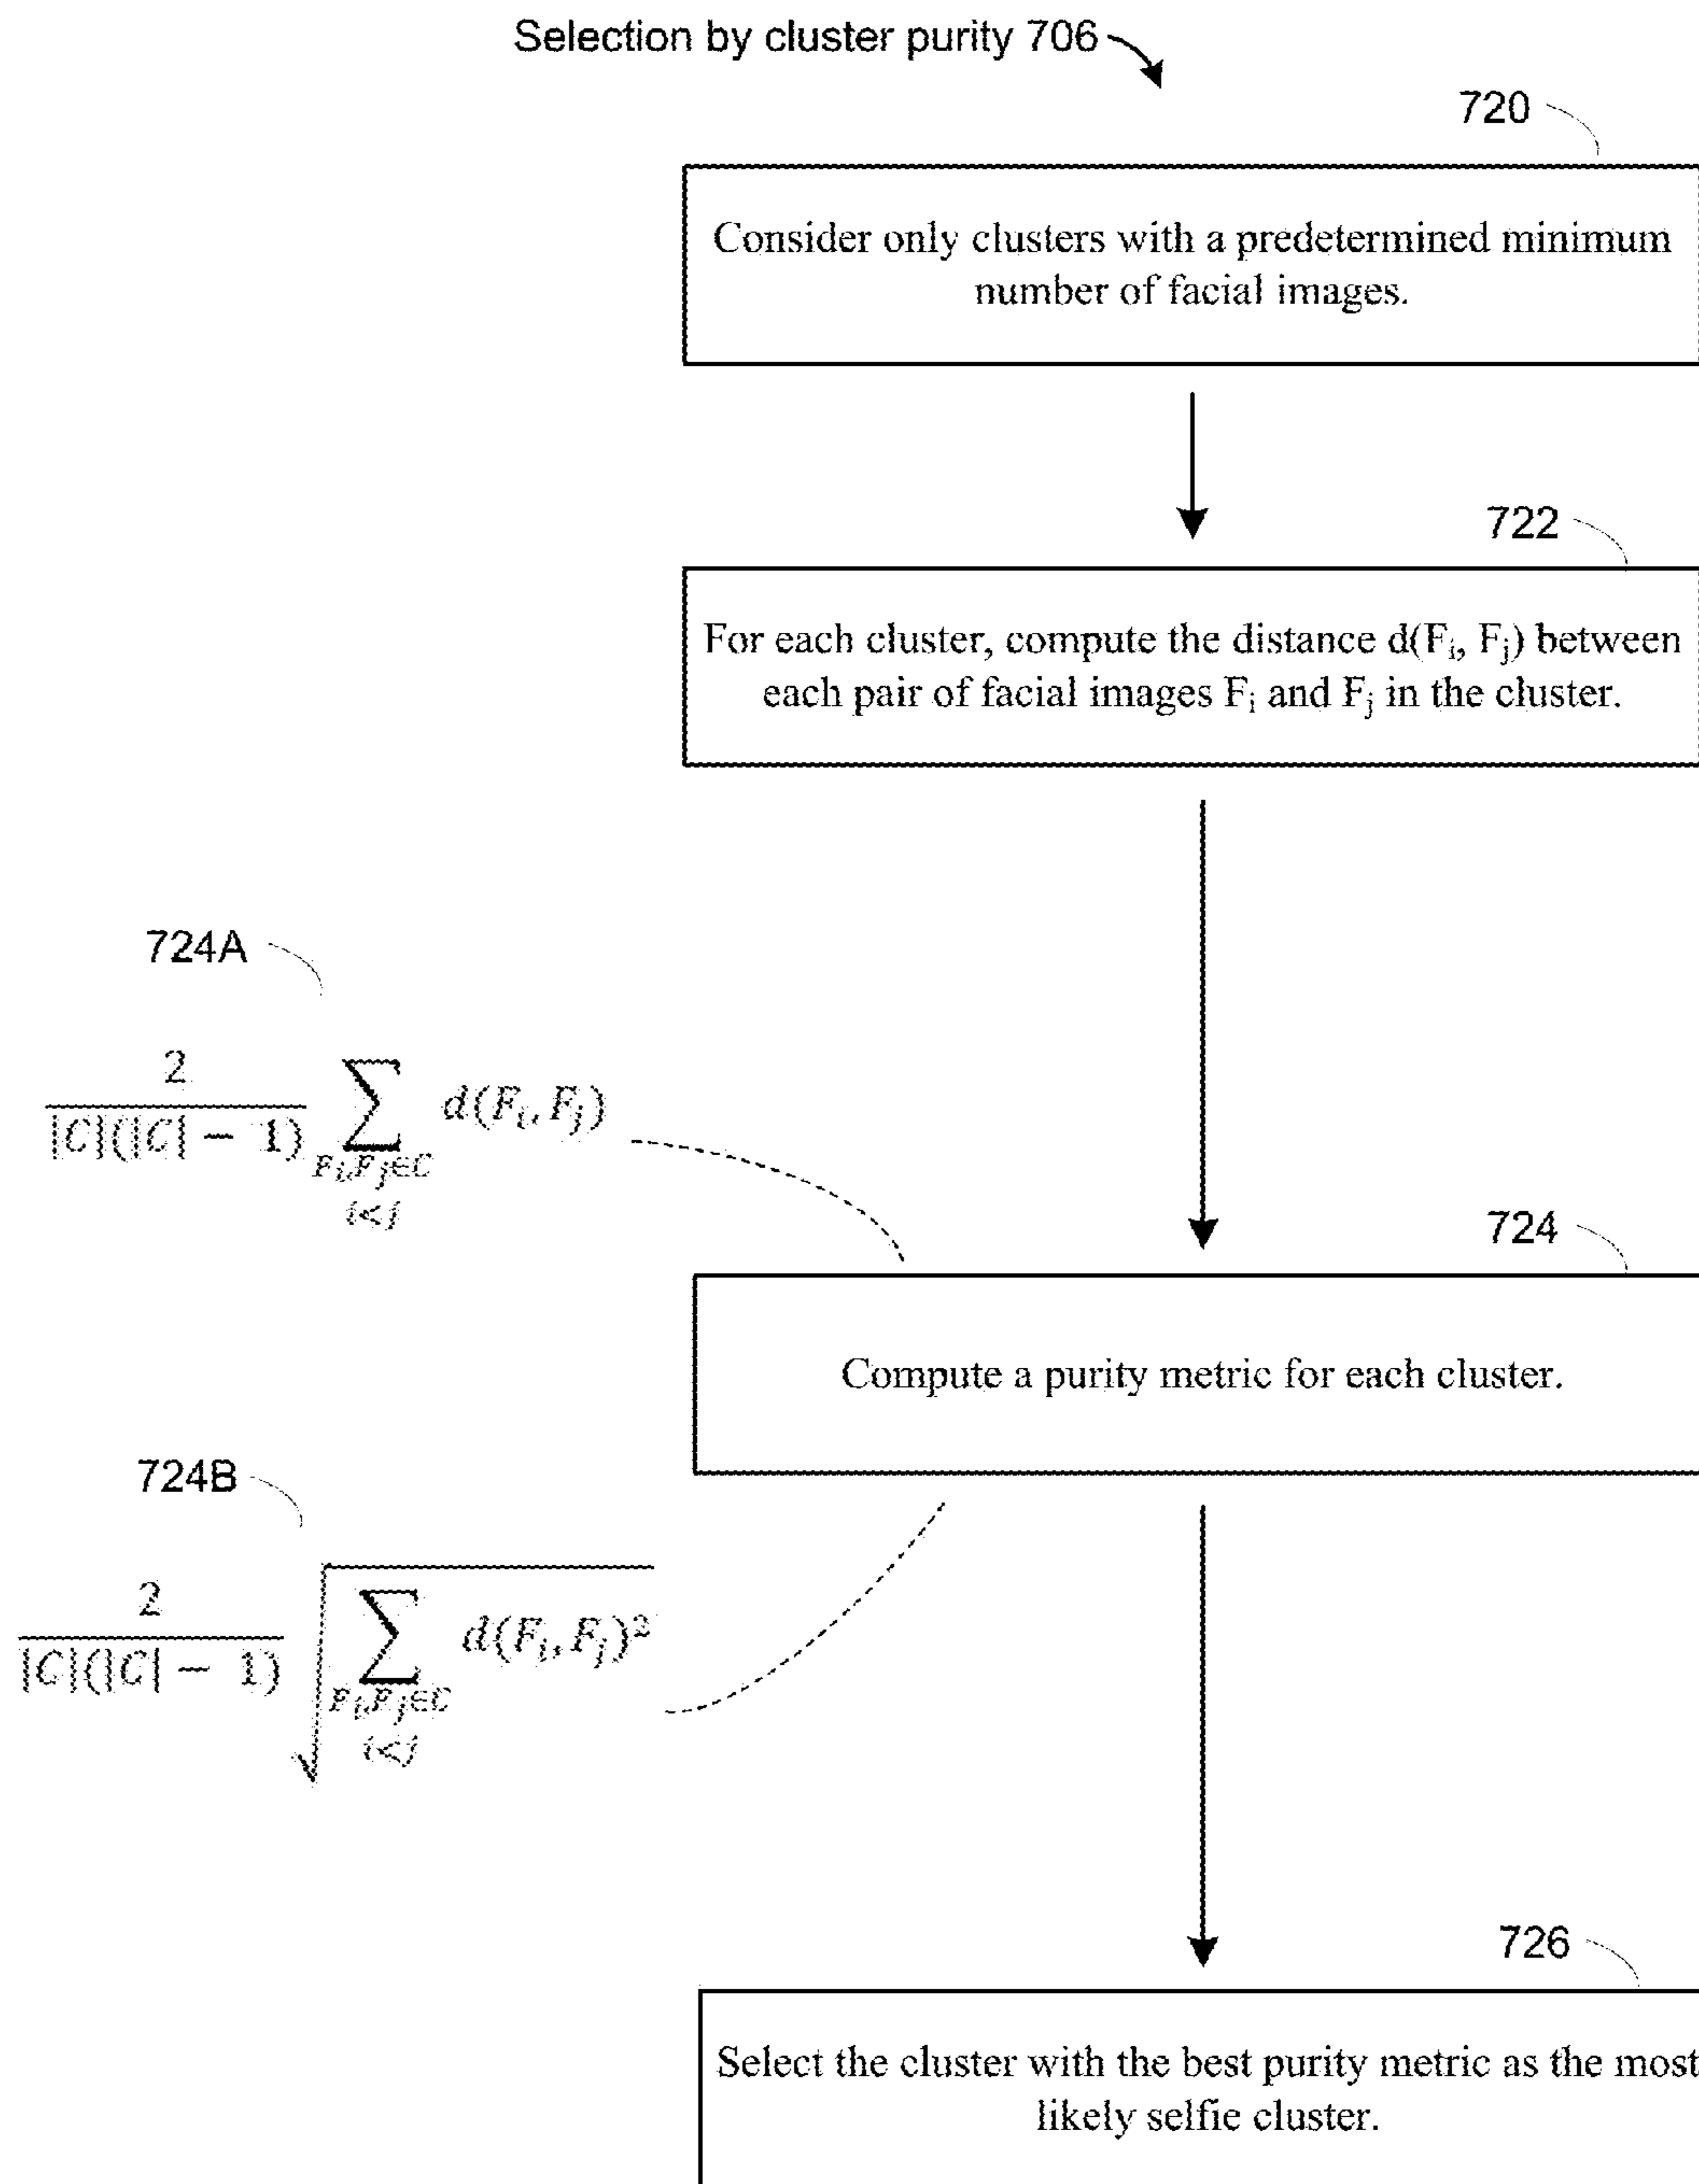 Selection by cluster purity 706
720
Consider only clusters with a predetermined minimum
number of facial images.
722
For each cluster, compute the distance d(Fᵢ, Fⱼ) between
each pair of facial images Fᵢ and Fⱼ in the cluster.
724A
2
|C|(|C| − 1)
∑
d(Fᵢ, Fⱼ)
Fᵢ,Fⱼ∈C
i<j
724
Compute a purity metric for each cluster.
724B
2
|C|(|C| − 1)
√
∑
d(Fᵢ, Fⱼ)²
Fᵢ,Fⱼ∈C
i<j
726
Select the cluster with the best purity metric as the most
likely selfie cluster.